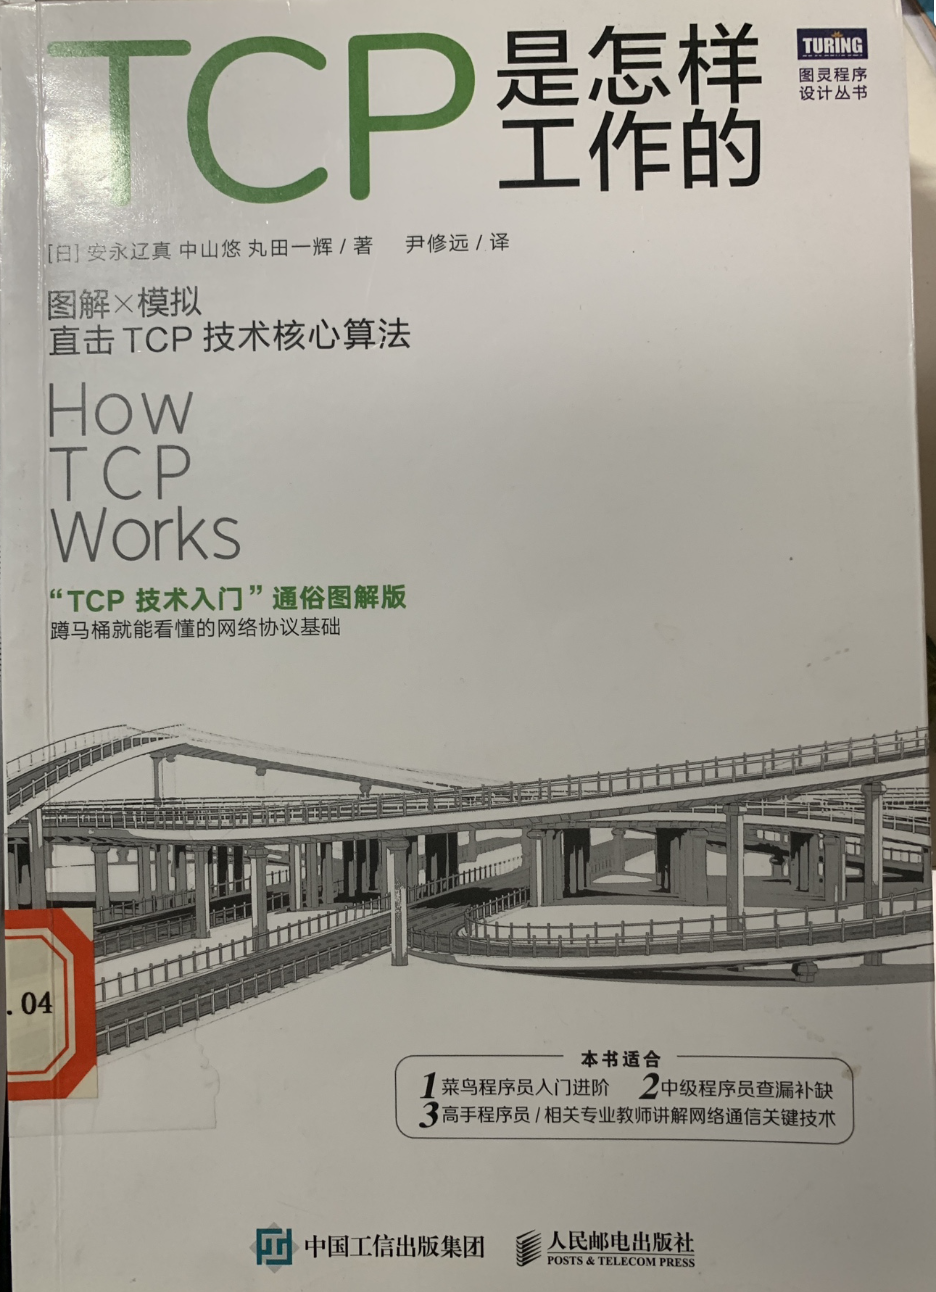 TCP是怎样
工作的
TURING
图灵程序
设计丛书
[日] 安永辽真 中山悠 丸田一辉 / 著 尹修远 / 译
图解×模拟
直击TCP技术核心算法
How
TCP
Works
“TCP 技术入门”通俗图解版
蹲马桶就能看懂的网络协议基础
. 04
本书适合
1 菜鸟程序员入门进阶 2 中级程序员查漏补缺
3 高手程序员 / 相关专业教师讲解网络通信关键技术
中国工信出版集团
人民邮电出版社
POSTS & TELECOM PRESS